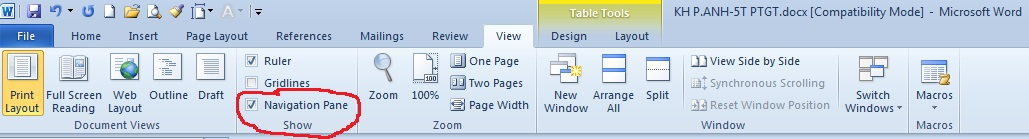 Table Tools
KH P.ANH-5T PTGT.docx [Compatibility Mode] - Microsoft Word
File Home Insert Page Layout References Mailings Review View Design Layout
Print Layout
Full Screen Reading
Web Layout
Outline
Draft
Document Views
Ruler
Gridlines
Navigation Pane
Show
Zoom
100%
One Page
Two Pages
Page Width
Zoom
New Window
Arrange All
Split
View Side by Side
Synchronous Scrolling
Reset Window Position
Switch Windows
Window
Macros
Macros